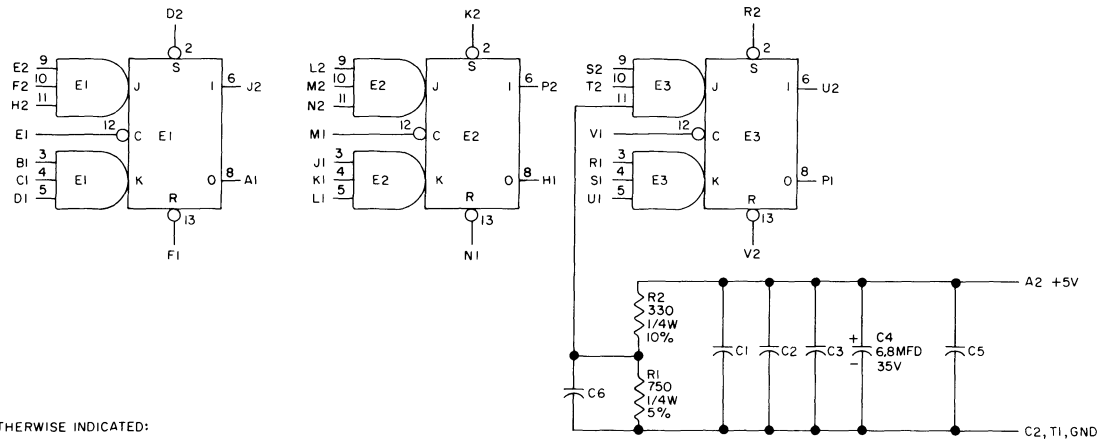 D2
2
S
E2 9
F2 10 E1 J I 6 J2
H2 11
E1 12 C E1
B1 3
C1 4 E1 K O 8 A1
D1 5
R
13
F1
K2
2
S
L2 9
M2 10 E2 J I 6 P2
N2 11
M1 12 C E2
J1 3
K1 4 E2 K O 8 H1
L1 5
R
13
N1
R2
2
S
S2 9
T2 10 E3 J I 6 U2
11
V1 12 C E3
R1 3
S1 4 E3 K O 8 P1
U1 5
R
13
V2
A2 +5V
R2
330
1/4W
10%
R1
750
1/4W
5%
C6
C1
C2
C3
+ C4
6.8MFD
- 35V
C5
C2, T1, GND
THERWISE INDICATED: